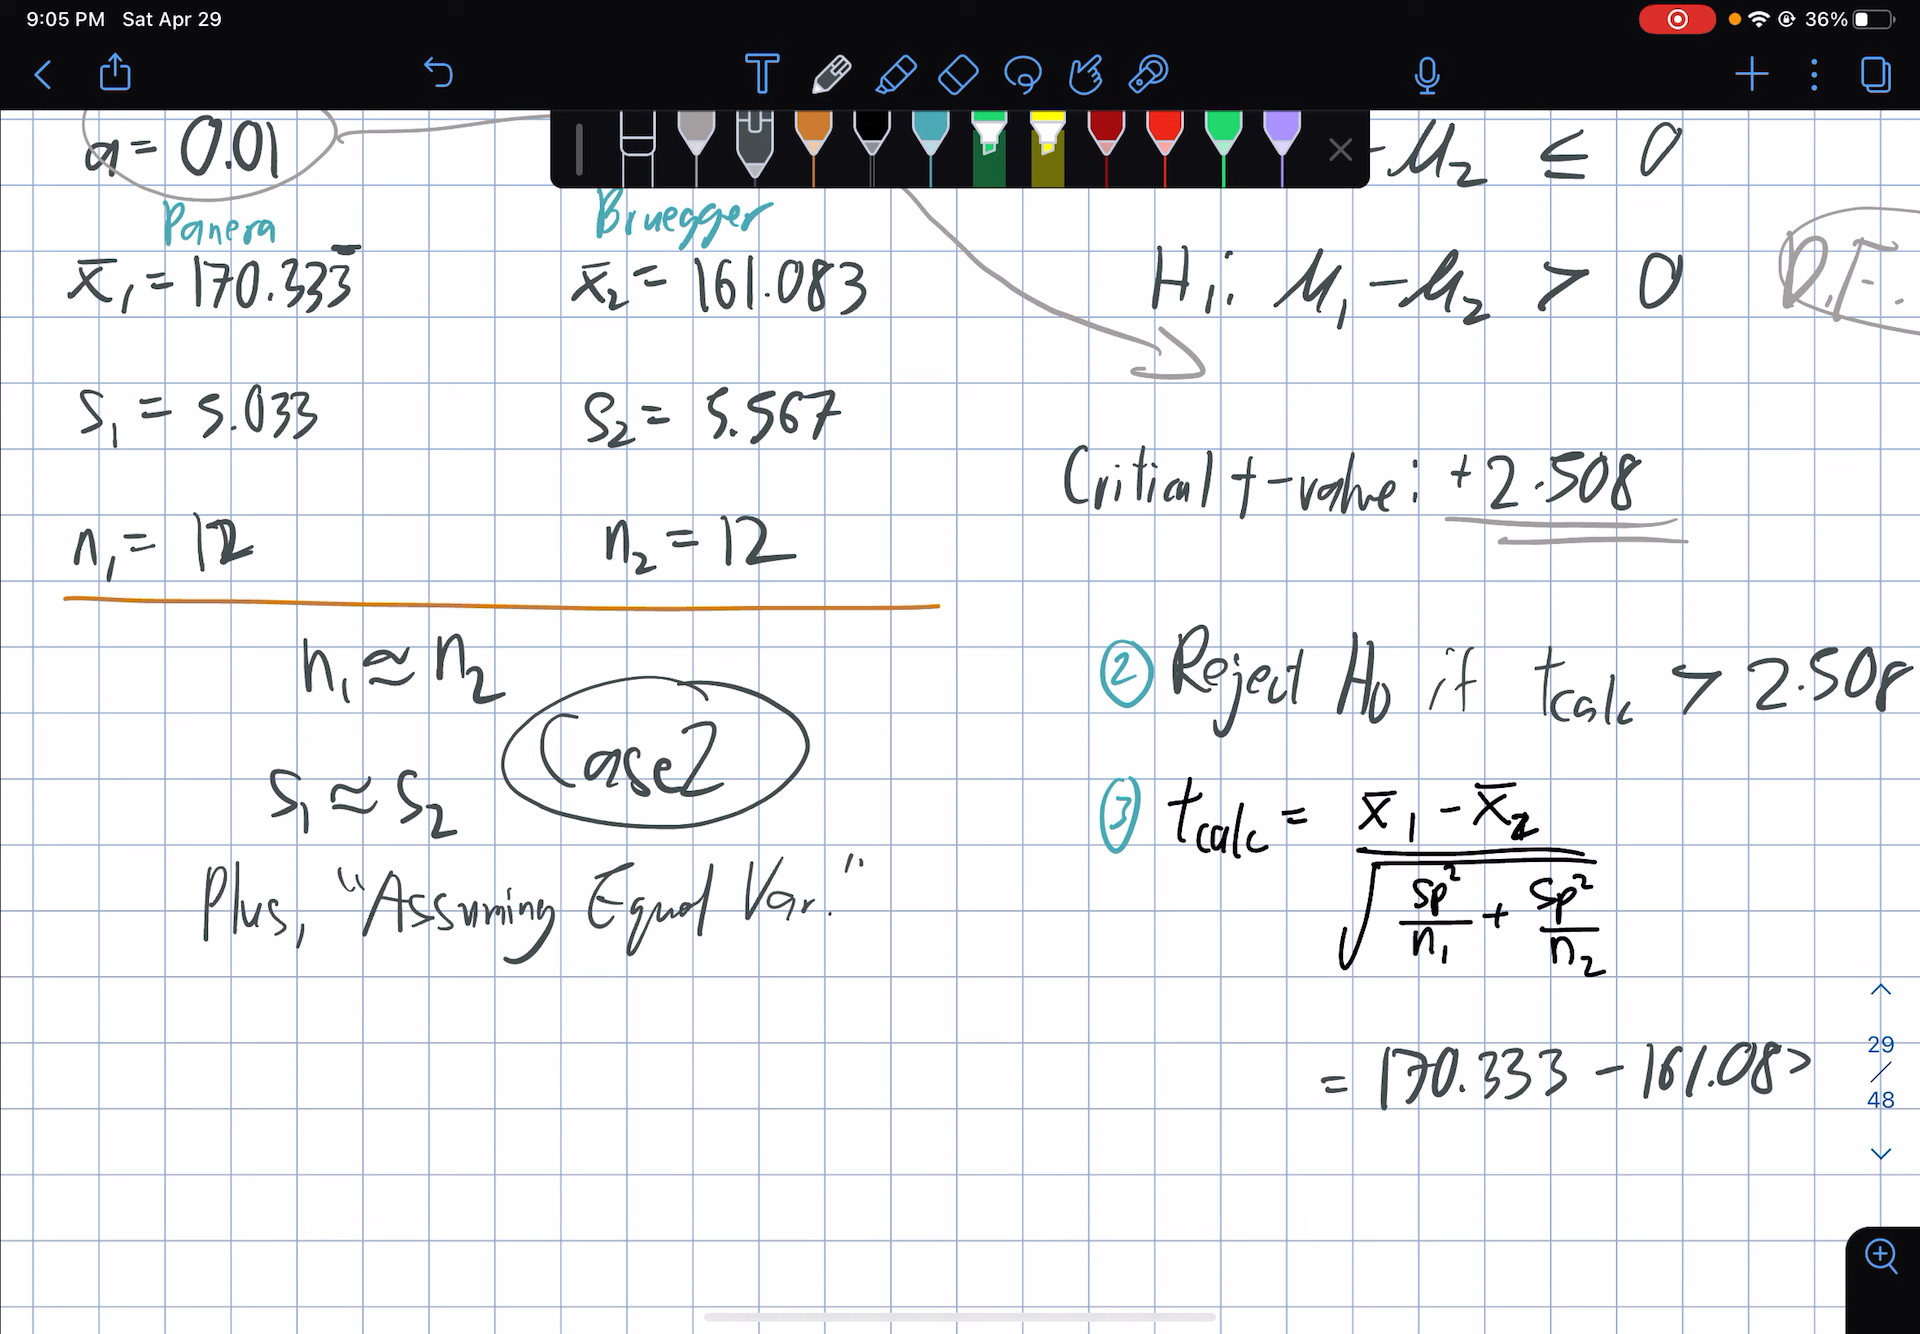 9:05 PM Sat Apr 29
36%
T
a = 0.01
Panera
x̄₁ = 170.333̄
s₁ = 5.033
n₁ = 12
Bruegger
x̄₂ = 161.083
s₂ = 5.567
n₂ = 12
n₁ ≈ n₂
s₁ ≈ s₂
Case 2
Plus, "Assuming Equal Var."
- μ₂ ≤ 0
H₁: μ₁ - μ₂ > 0
D.F.
Critical t-value: +2.508
② Reject H₀ if tcalc > 2.508
③ tcalc = (x̄₁ - x̄₂) / √(sp²/n₁ + sp²/n₂)
= 170.333 - 161.08
29
/
48